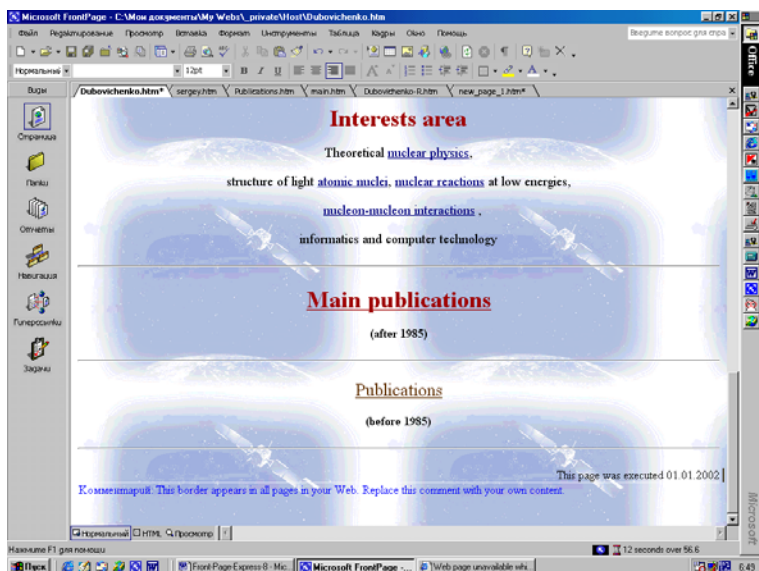 Microsoft FrontPage - C:\Мои документы\My Webs\_private\Host\Dubovichenko.htm
Файл Редактирование Просмотр Вставка Формат Инструменты Таблица Кадры Окно Помощь
Введите вопрос для спра
Нормальный 12pt
Виды
Dubovichenko.htm* sergey.htm Publications.htm main.htm Dubovichenko-R.htm new_page_1.htm*
Office
Страница
Папки
Отчеты
Навигация
Гиперссылки
Задачи
Interests area
Theoretical nuclear physics,
structure of light atomic nuclei, nuclear reactions at low energies,
nucleon-nucleon interactions ,
informatics and computer technology
Main publications
(after 1985)
Publications
(before 1985)
This page was executed 01.01.2002
Комментарий: This border appears in all pages in your Web. Replace this comment with your own content.
Нормальный HTML Просмотр
Microsoft
Нажмите F1 для помощи
12 seconds over 56.6
Пуск
Front-Page-Express-8 - Mic...
Microsoft FrontPage - ...
Web page unavailable whi...
6:49